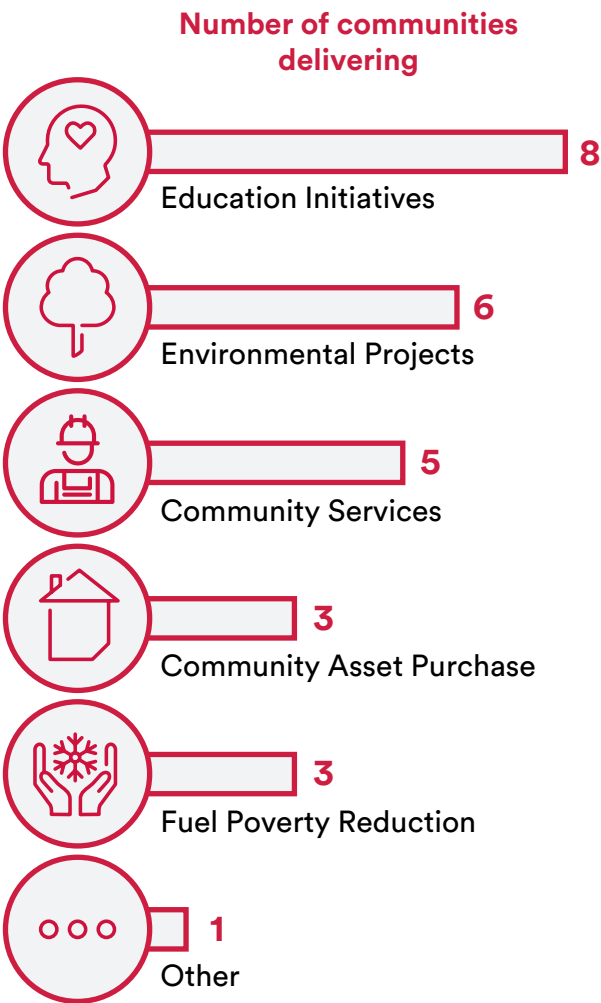 Number of communities
delivering
8
Education Initiatives
6
Environmental Projects
5
Community Services
3
Community Asset Purchase
3
Fuel Poverty Reduction
1
Other